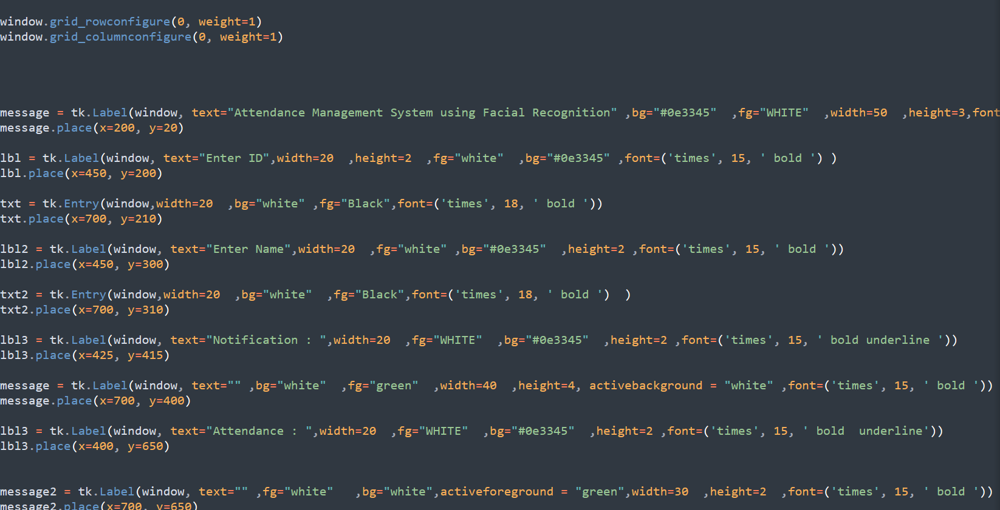 window.grid_rowconfigure(0, weight=1)
window.grid_columnconfigure(0, weight=1)
message = tk.Label(window, text="Attendance Management System using Facial Recognition" ,bg="#0e3345"  ,fg="WHITE"  ,width=50  ,height=3,font
message.place(x=200, y=20)
lbl = tk.Label(window, text="Enter ID",width=20  ,height=2  ,fg="white"  ,bg="#0e3345" ,font=('times', 15, ' bold ') )
lbl.place(x=450, y=200)
txt = tk.Entry(window,width=20  ,bg="white" ,fg="Black",font=('times', 18, ' bold '))
txt.place(x=700, y=210)
lbl2 = tk.Label(window, text="Enter Name",width=20  ,fg="white" ,bg="#0e3345"  ,height=2 ,font=('times', 15, ' bold '))
lbl2.place(x=450, y=300)
txt2 = tk.Entry(window,width=20  ,bg="white"  ,fg="Black",font=('times', 18, ' bold ')  )
txt2.place(x=700, y=310)
lbl3 = tk.Label(window, text="Notification : ",width=20  ,fg="WHITE"  ,bg="#0e3345"  ,height=2 ,font=('times', 15, ' bold underline '))
lbl3.place(x=425, y=415)
message = tk.Label(window, text="" ,bg="white"  ,fg="green"  ,width=40  ,height=4, activebackground = "white" ,font=('times', 15, ' bold '))
message.place(x=700, y=400)
lbl3 = tk.Label(window, text="Attendance : ",width=20  ,fg="WHITE"  ,bg="#0e3345"  ,height=2 ,font=('times', 15, ' bold  underline'))
lbl3.place(x=400, y=650)
message2 = tk.Label(window, text="" ,fg="white"   ,bg="white",activeforeground = "green",width=30  ,height=2  ,font=('times', 15, ' bold '))
message2.place(x=700, y=650)